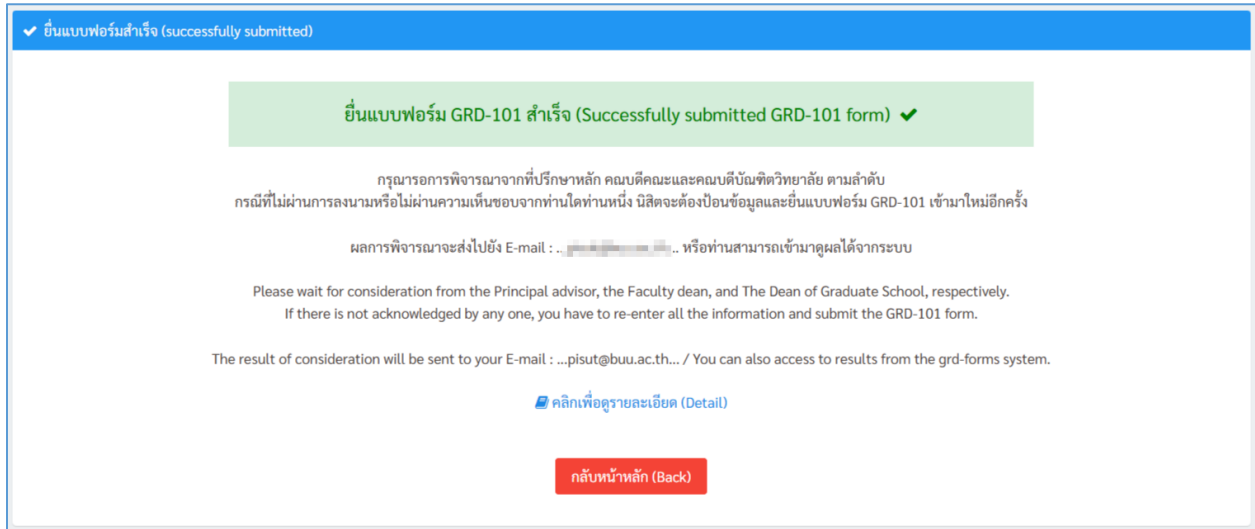 ยื่นแบบฟอร์มสำเร็จ (successfully submitted)
ยื่นแบบฟอร์ม GRD-101 สำเร็จ (Successfully submitted GRD-101 form)
กรุณารอการพิจารณาจากที่ปรึกษาหลัก คณบดีคณะและคณบดีบัณฑิตวิทยาลัย ตามลำดับ
กรณีที่ไม่ผ่านการลงนามหรือไม่ผ่านความเห็นชอบจากท่านใดท่านหนึ่ง นิสิตจะต้องป้อนข้อมูลและยื่นแบบฟอร์ม GRD-101 เข้ามาใหม่อีกครั้ง
ผลการพิจารณาจะส่งไปยัง E-mail : .. .. หรือท่านสามารถเข้ามาดูผลได้จากระบบ
Please wait for consideration from the Principal advisor, the Faculty dean, and The Dean of Graduate School, respectively.
If there is not acknowledged by any one, you have to re-enter all the information and submit the GRD-101 form.
The result of consideration will be sent to your E-mail : ...pisut@buu.ac.th... / You can also access to results from the grd-forms system.
คลิกเพื่อดูรายละเอียด (Detail)
กลับหน้าหลัก (Back)